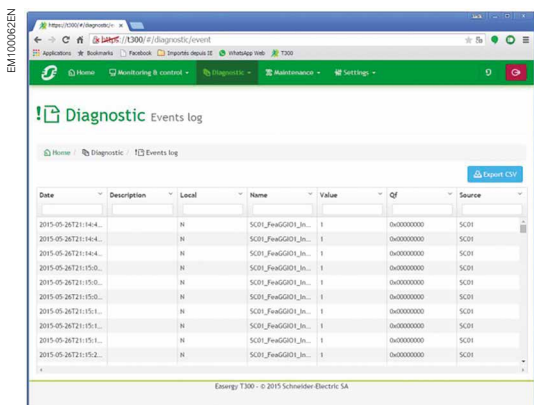 EM100062EN
https://t300/#/diagnostic/e
https://t300/#/diagnostic/event
Applications Bookmarks Facebook Importés depuis IE WhatsApp Web T300
Home Monitoring & control Diagnostic Maintenance Settings
Diagnostic Events log
Home / Diagnostic / Events log
Export CSV
Date Description Local Name Value Qf Source
2015-05-26T21:14:4... N SC01_FeaGGIO1_In... 1 0x00000000 SC01
2015-05-26T21:14:4... N SC01_FeaGGIO1_In... 1 0x00000000 SC01
2015-05-26T21:14:4... N SC01_FeaGGIO1_In... 1 0x00000000 SC01
2015-05-26T21:15:0... N SC01_FeaGGIO1_In... 1 0x00000000 SC01
2015-05-26T21:15:0... N SC01_FeaGGIO1_In... 1 0x00000000 SC01
2015-05-26T21:15:0... N SC01_FeaGGIO1_In... 1 0x00000000 SC01
2015-05-26T21:15:1... N SC01_FeaGGIO1_In... 1 0x00000000 SC01
2015-05-26T21:15:1... N SC01_FeaGGIO1_In... 1 0x00000000 SC01
2015-05-26T21:15:1... N SC01_FeaGGIO1_In... 1 0x00000000 SC01
2015-05-26T21:15:2... N SC01_FeaGGIO1_In... 1 0x00000000 SC01
Easergy T300 - © 2015 Schneider-Electric SA